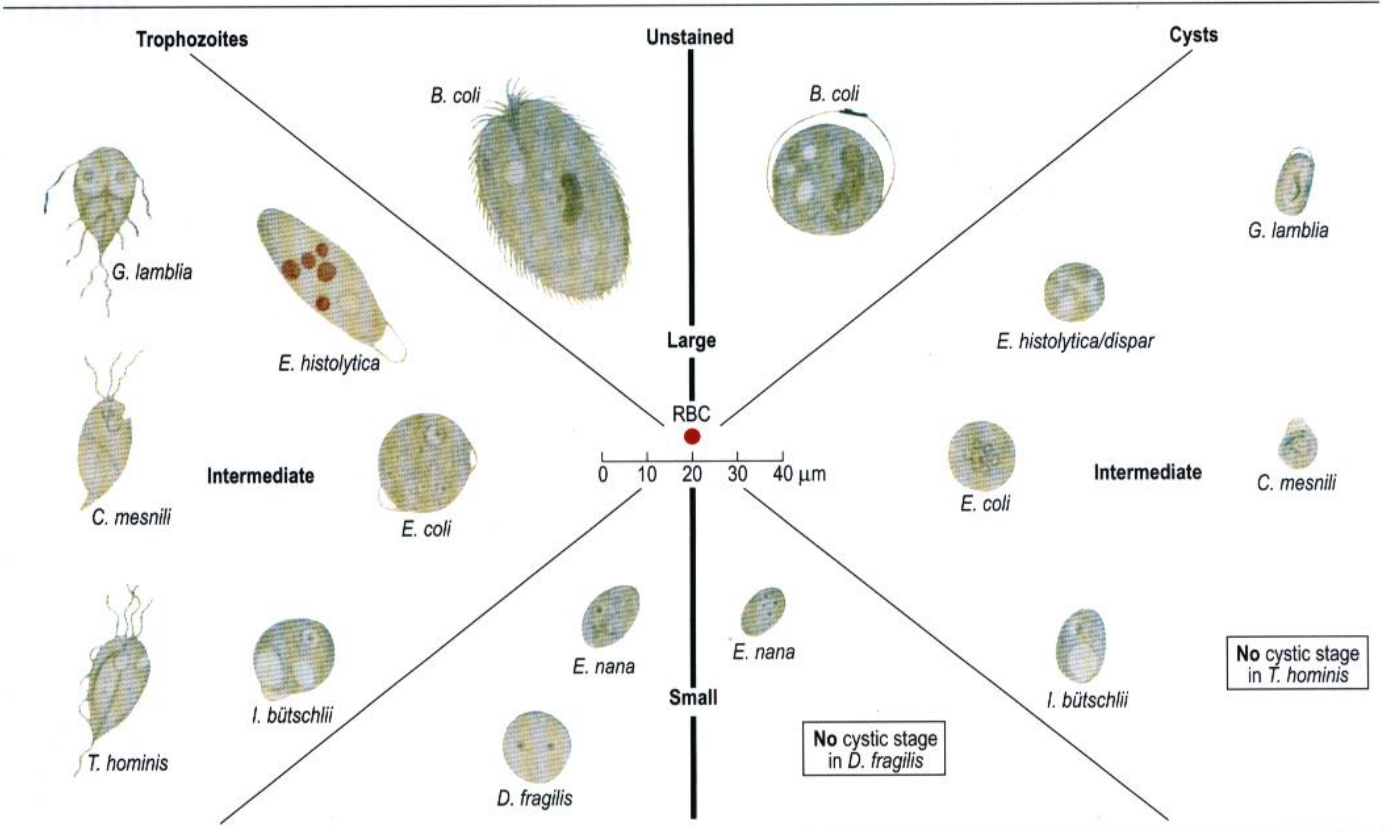 Trophozoites
Unstained
Cysts
B. coli
B. coli
G. lamblia
G. lamblia
E. histolytica
E. histolytica/dispar
Large
RBC
0 10 20 30 40 μm
Intermediate
Intermediate
C. mesnili
E. coli
E. coli
C. mesnili
E. nana
E. nana
No cystic stage
in T. hominis
I. bütschlii
I. bütschlii
Small
T. hominis
D. fragilis
No cystic stage
in D. fragilis